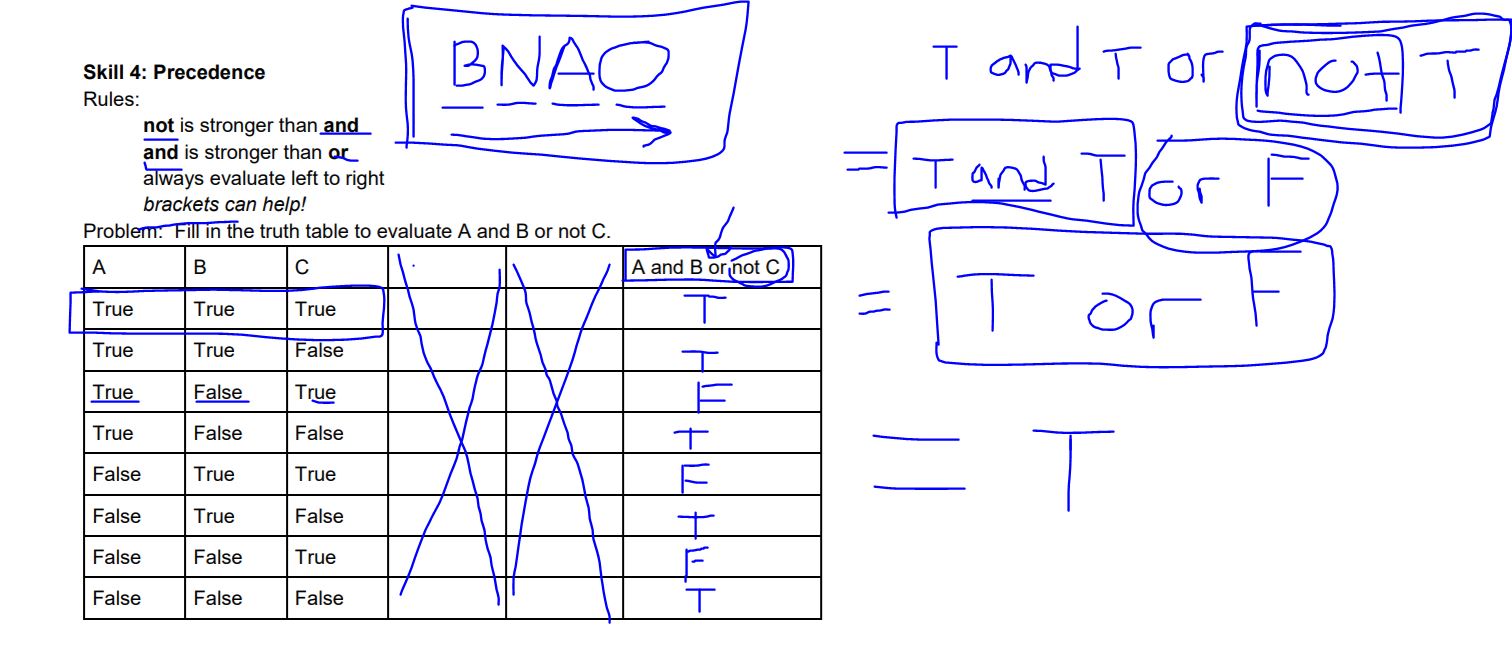 BNAO
Skill 4: Precedence
Rules:
not is stronger than and
and is stronger than or
always evaluate left to right
brackets can help!
Problem: Fill in the truth table to evaluate A and B or not C.
A B C A and B or not C
True True True T
True True False T
True False True F
True False False T
False True True F
False True False T
False False True F
False False False T
T and T or not T
= T and T or F
= T or F
= T